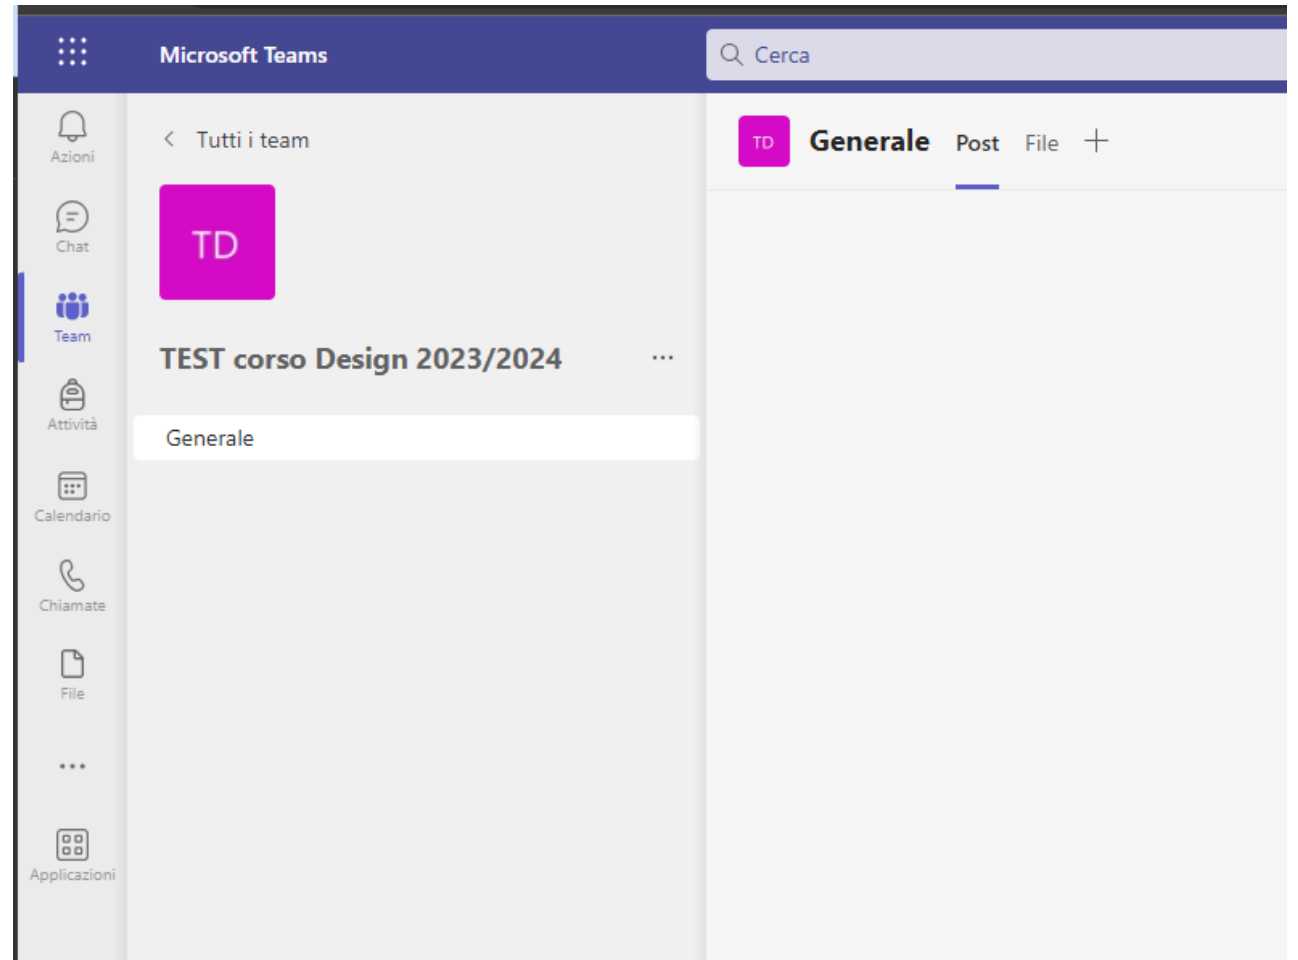 Microsoft Teams
Cerca
Azioni
Chat
Team
Attività
Calendario
Chiamate
File
Applicazioni
Tutti i team
TD
TEST corso Design 2023/2024
Generale
TD Generale Post File